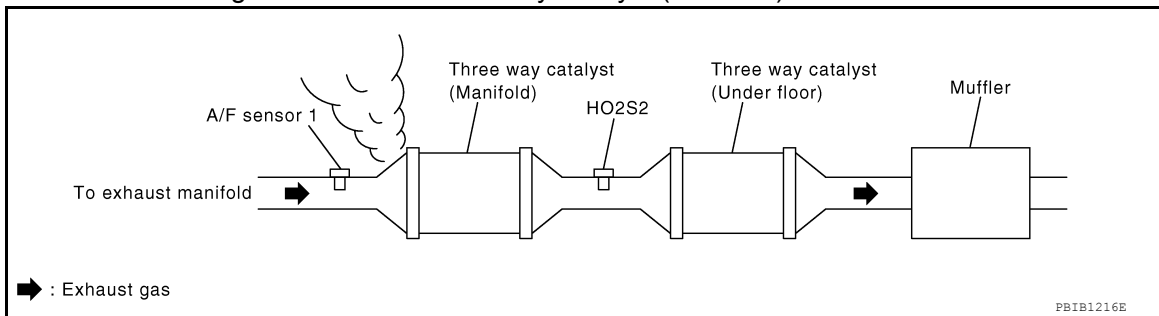 Three way catalyst
(Manifold)
Three way catalyst
(Under floor)
Muffler
A/F sensor 1
HO2S2
To exhaust manifold
: Exhaust gas
PBIB1216E